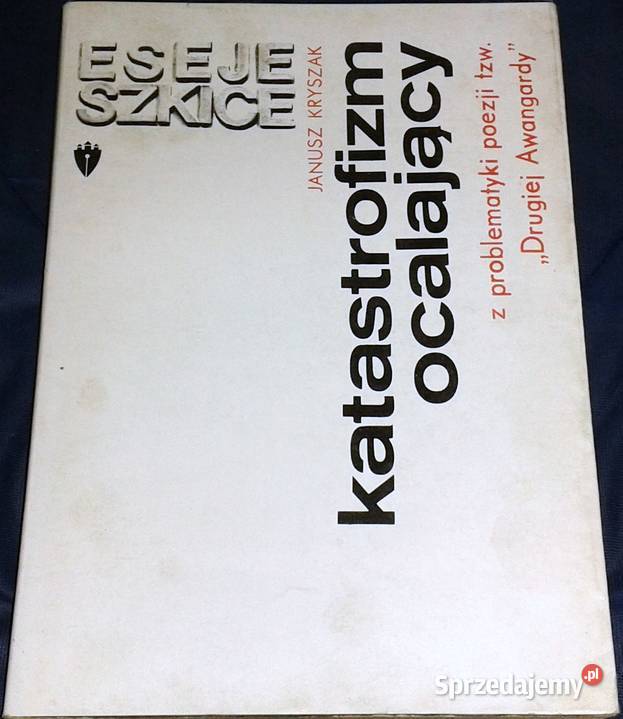 ESEJE
SZKICE
JANUSZ KRYSZAK
katastrofizm
ocalający
z problematyki poezji tzw.
„Drugiej Awangardy”
Sprzedajemy.pl